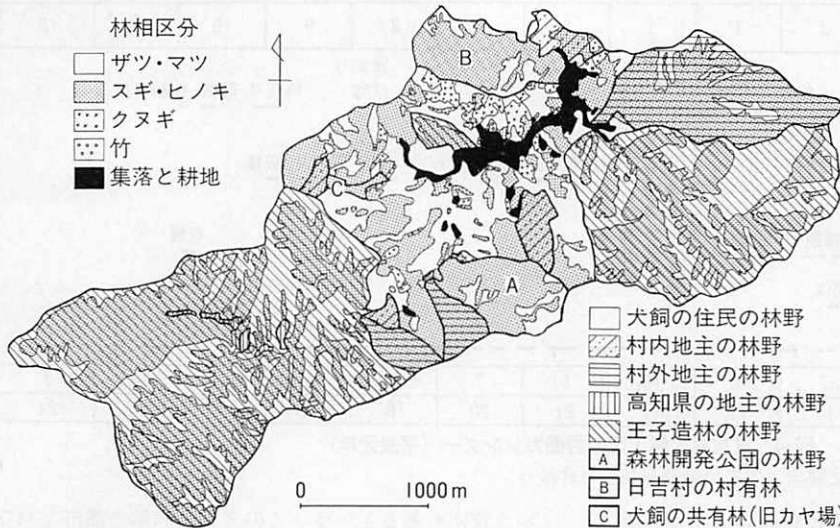 林相区分
ザツ・マツ
スギ・ヒノキ
クヌギ
竹
集落と耕地
B
C
A
犬飼の住民の林野
村内地主の林野
村外地主の林野
高知県の地主の林野
王子造林の林野
A 森林開発公団の林野
B 日吉村の村有林
C 犬飼の共有林(旧カヤ場
0 1000m